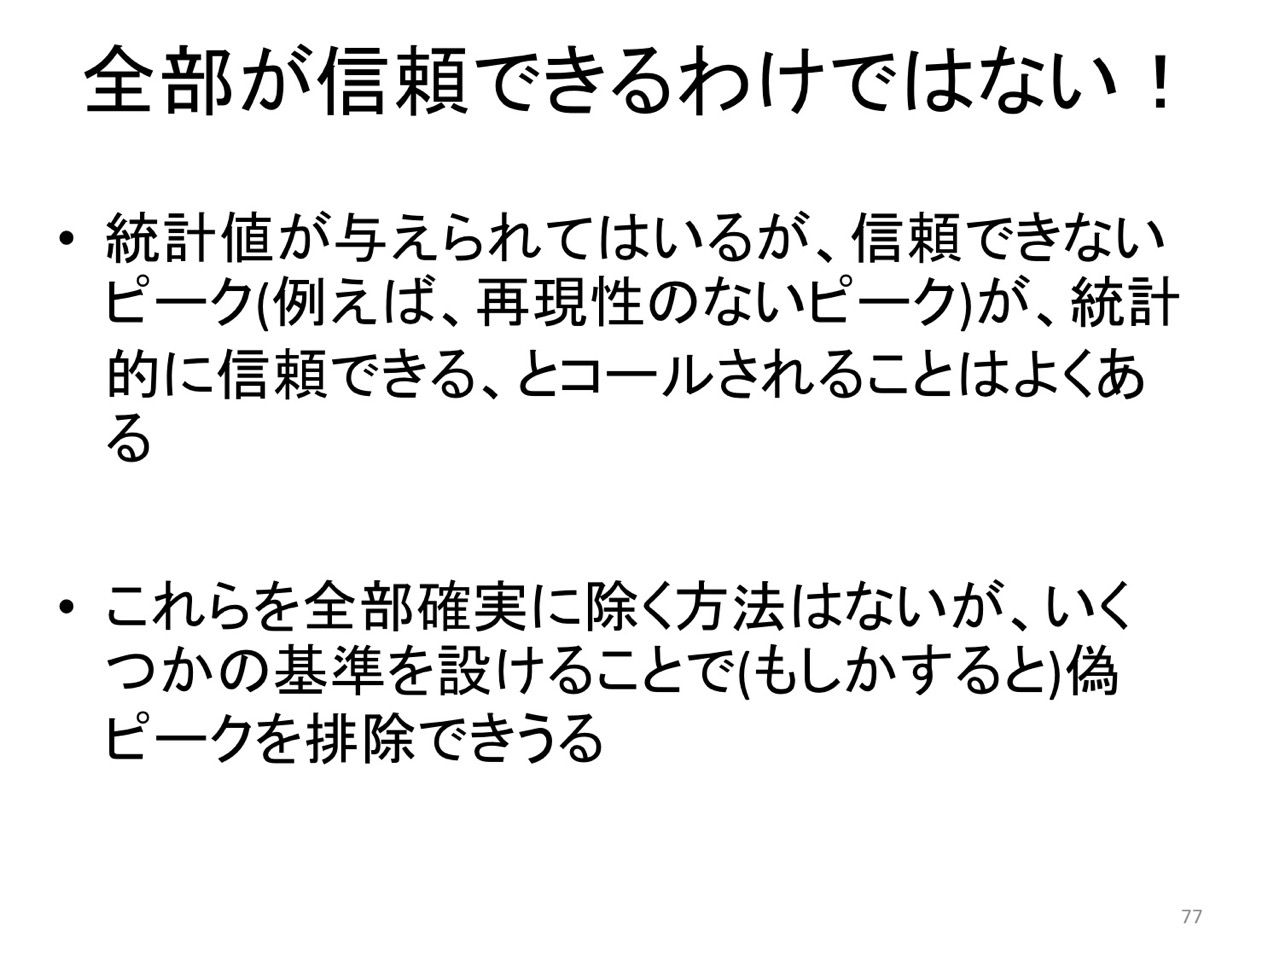 全部が信頼できるわけではない！
• 統計値が与えられてはいるが、信頼できない
ピーク(例えば、再現性のないピーク)が、統計
的に信頼できる、とコールされることはよくあ
る
• これらを全部確実に除く方法はないが、いく
つかの基準を設けることで(もしかすると)偽
ピークを排除できうる
77